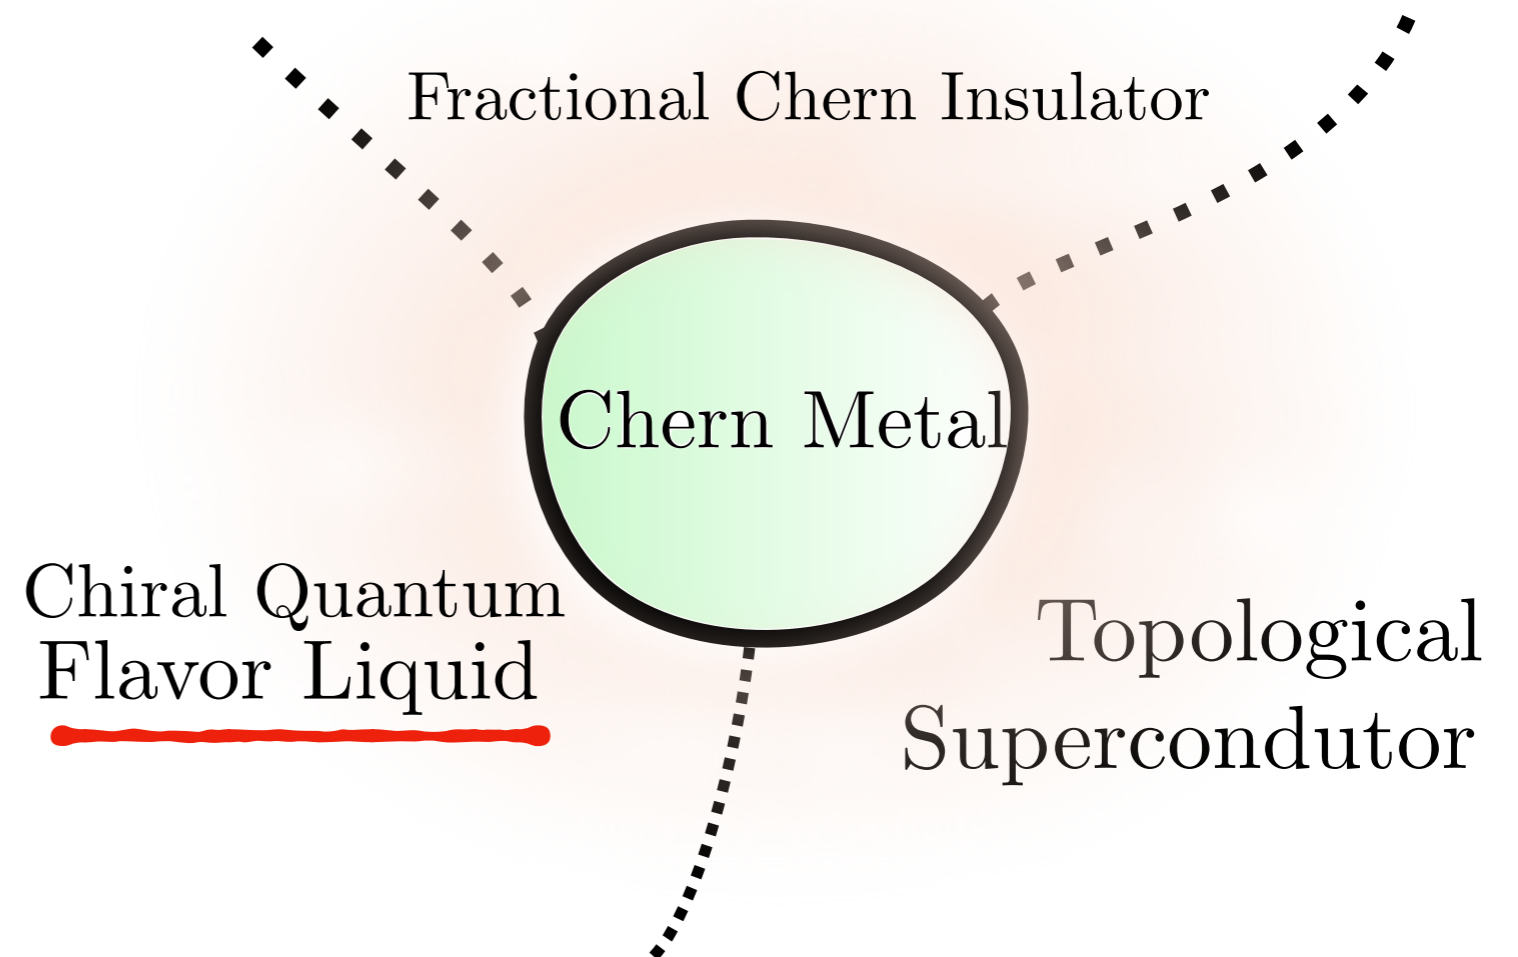 Fractional Chern Insulator
Chern Metal
Chiral Quantum
Flavor Liquid
Topological
Supercondutor